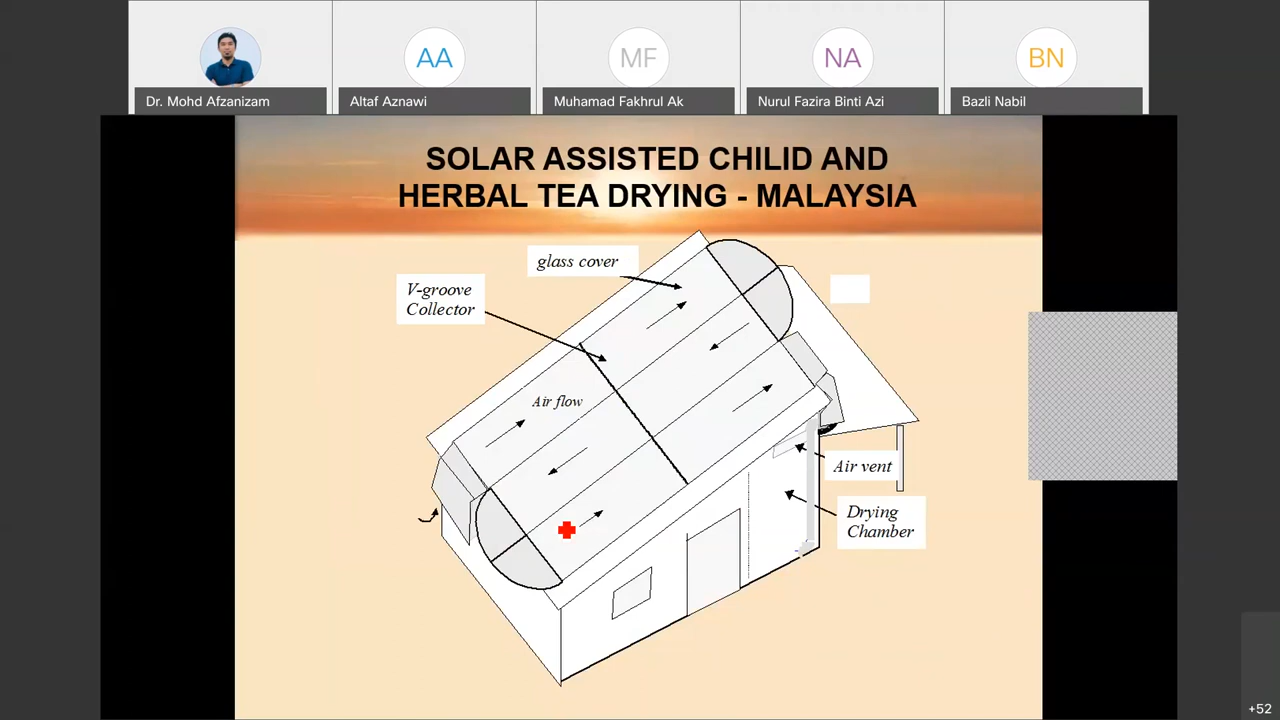 AA
MF
NA
BN
Dr. Mohd Afzanizam
Altaf Aznawi
Muhamad Fakhrul Ak
Nurul Fazira Binti Azi
Bazli Nabil
SOLAR ASSISTED CHILID AND
HERBAL TEA DRYING - MALAYSIA
glass cover
V-groove
Collector
Air flow
Air vent
Drying
Chamber
+52